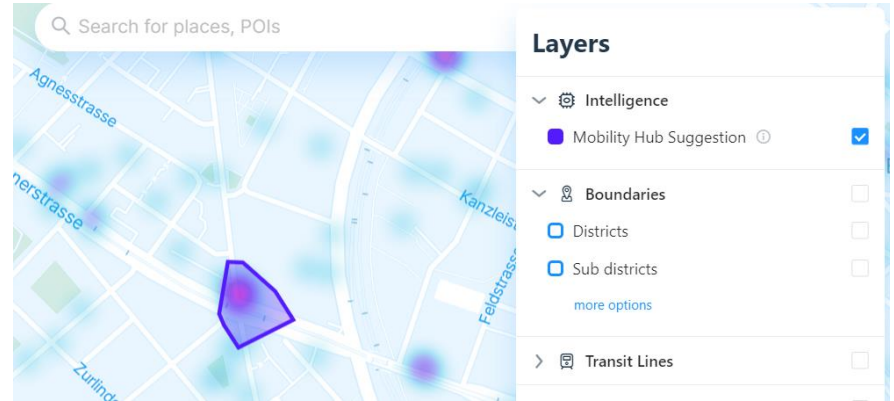 Search for places, POIs
Agnesstrasse
nerstrasse
Kanzleis
Feldstrass
Zurlind
Layers
Intelligence
Mobility Hub Suggestion
Boundaries
Districts
Sub districts
more options
Transit Lines